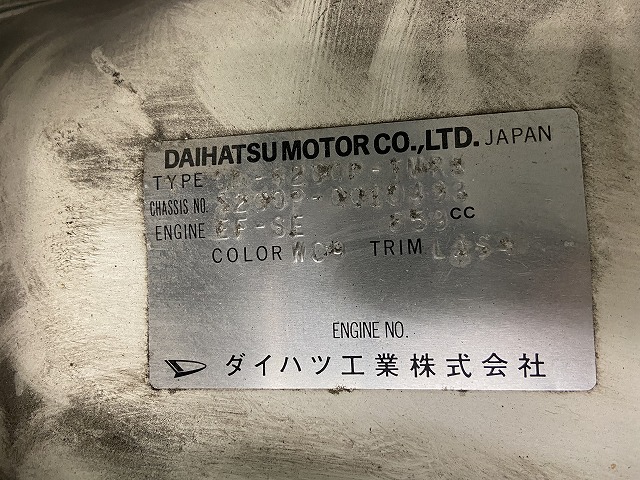 DAIHATSU MOTOR CO.,LTD. JAPAN
TYPE
CHASSIS NO.
ENGINE EF-SE 659 CC
COLOR W09 TRIM
ENGINE NO.
ダイハツ工業株式会社